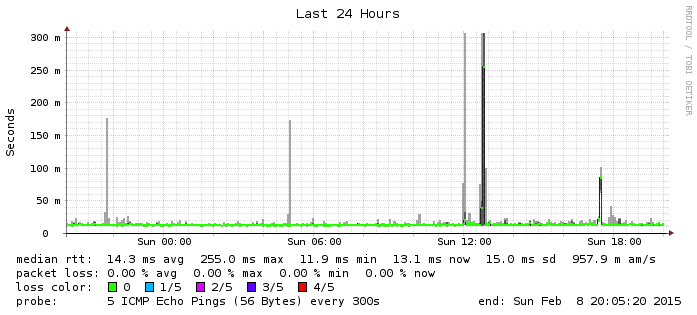 Last 24 Hours
RRDTOOL / TOBI OETIKER
Seconds
300 m
250 m
200 m
150 m
100 m
50 m
0
Sun 00:00 Sun 06:00 Sun 12:00 Sun 18:00
median rtt: 14.3 ms avg 255.0 ms max 11.9 ms min 13.1 ms now 15.0 ms sd 957.9 m am/s
packet loss: 0.00 % avg 0.00 % max 0.00 % min 0.00 % now
loss color: 0 1/5 2/5 3/5 4/5
probe: 5 ICMP Echo Pings (56 Bytes) every 300s end: Sun Feb 8 20:05:20 2015